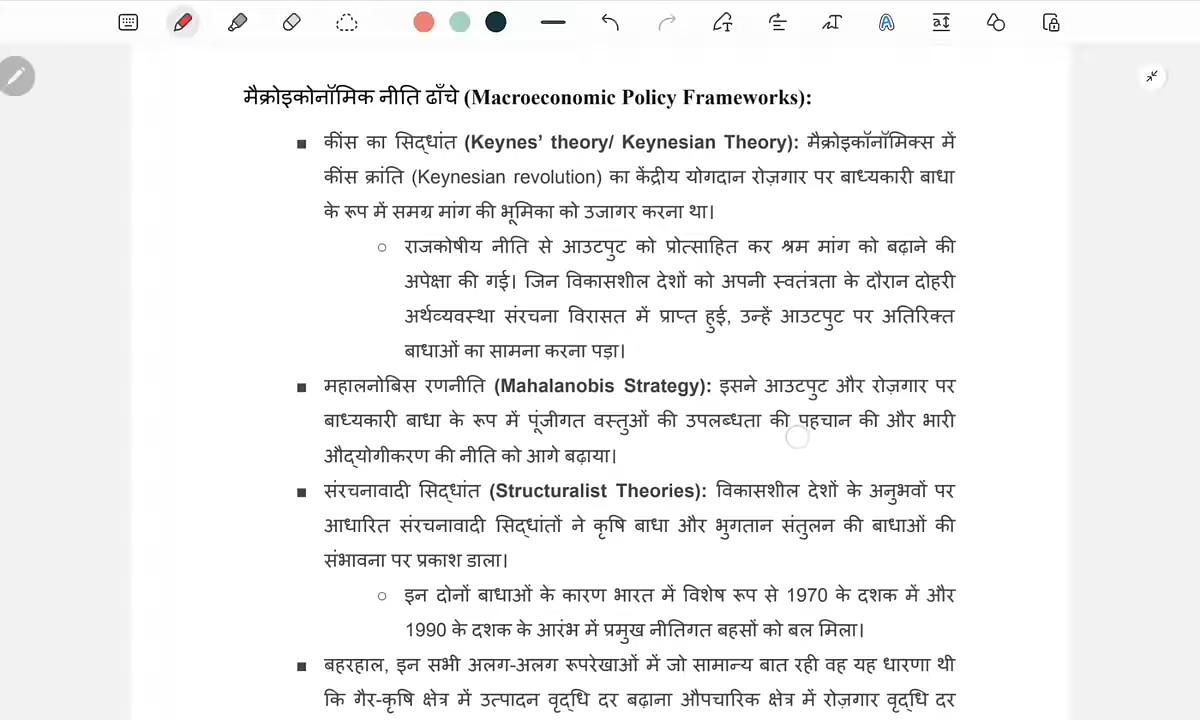 मैक्रोइकोनॉमिक नीति ढाँचे (Macroeconomic Policy Frameworks):
■ कींस का सिद्धांत (Keynes’ theory/ Keynesian Theory): मैक्रोइकॉनॉमिक्स में
कींस क्रांति (Keynesian revolution) का केंद्रीय योगदान रोज़गार पर बाध्यकारी बाधा
के रूप में समग्र मांग की भूमिका को उजागर करना था।
○ राजकोषीय नीति से आउटपुट को प्रोत्साहित कर श्रम मांग को बढ़ाने की
अपेक्षा की गई। जिन विकासशील देशों को अपनी स्वतंत्रता के दौरान दोहरी
अर्थव्यवस्था संरचना विरासत में प्राप्त हुई, उन्हें आउटपुट पर अतिरिक्त
बाधाओं का सामना करना पड़ा।
■ महालनोबिस रणनीति (Mahalanobis Strategy): इसने आउटपुट और रोज़गार पर
बाध्यकारी बाधा के रूप में पूंजीगत वस्तुओं की उपलब्धता की पहचान की और भारी
औद्योगीकरण की नीति को आगे बढ़ाया।
■ संरचनावादी सिद्धांत (Structuralist Theories): विकासशील देशों के अनुभवों पर
आधारित संरचनावादी सिद्धांतों ने कृषि बाधा और भुगतान संतुलन की बाधाओं की
संभावना पर प्रकाश डाला।
○ इन दोनों बाधाओं के कारण भारत में विशेष रूप से 1970 के दशक में और
1990 के दशक के आरंभ में प्रमुख नीतिगत बहसों को बल मिला।
■ बहरहाल, इन सभी अलग-अलग रूपरेखाओं में जो सामान्य बात रही वह यह धारणा थी
कि गैर-कृषि क्षेत्र में उत्पादन वृद्धि दर बढ़ाना औपचारिक क्षेत्र में रोज़गार वृद्धि दर